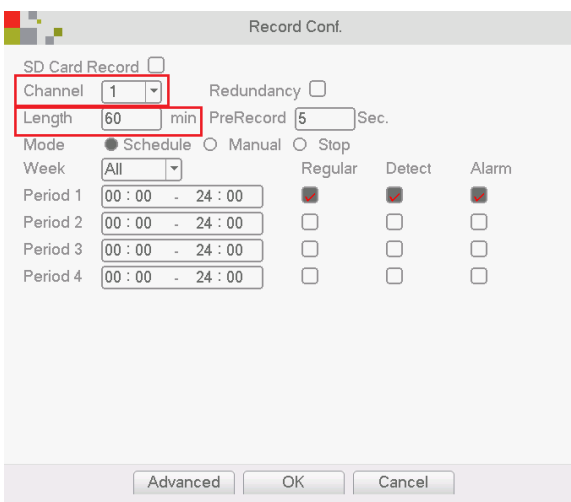 Record Conf.
SD Card Record
Channel 1 Redundancy
Length 60 min PreRecord 5 Sec.
Mode Schedule Manual Stop
Week All Regular Detect Alarm
Period 1 00 : 00 - 24 : 00
Period 2 00 : 00 - 24 : 00
Period 3 00 : 00 - 24 : 00
Period 4 00 : 00 - 24 : 00
Advanced OK Cancel